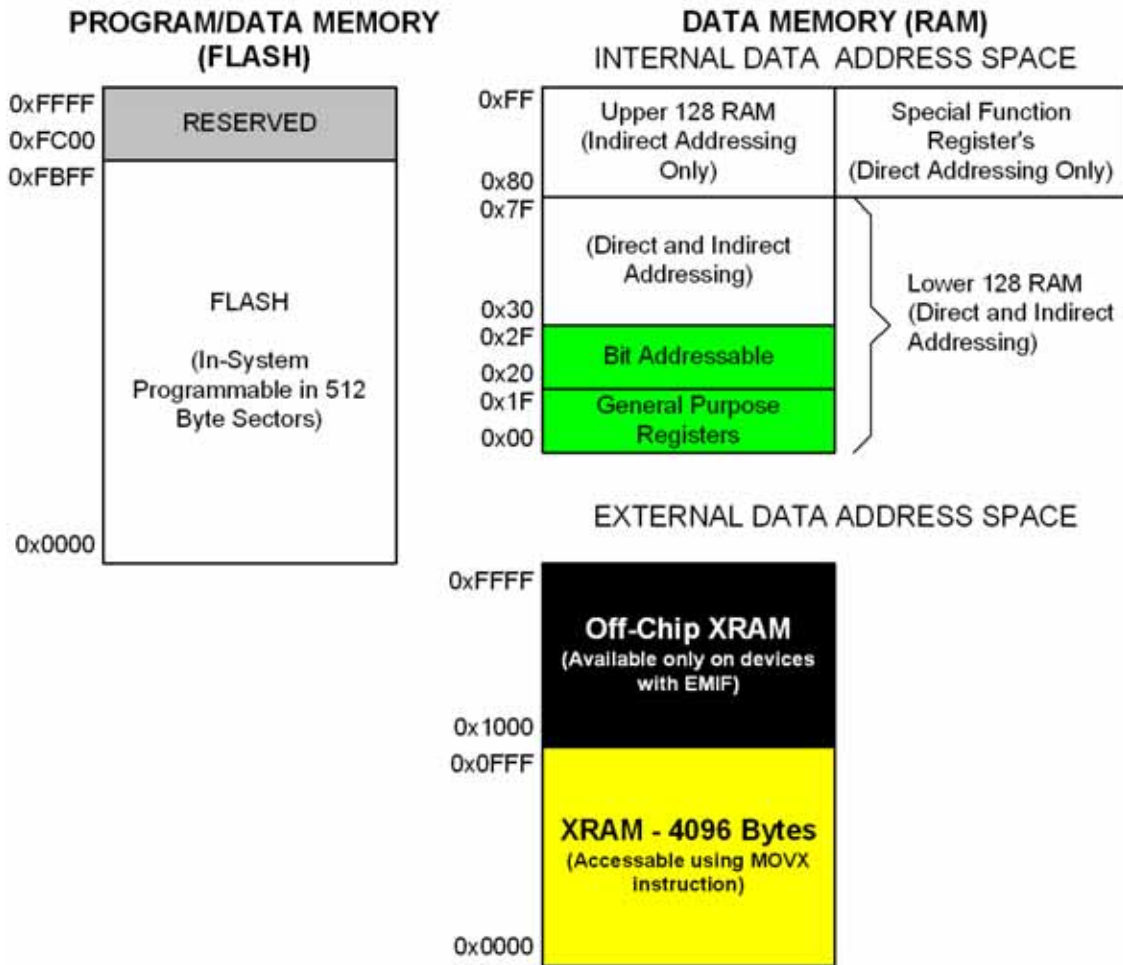 PROGRAM/DATA MEMORY
(FLASH)
0xFFFF
RESERVED
0xFC00
0xFBFF
FLASH
(In-System
Programmable in 512
Byte Sectors)
0x0000
DATA MEMORY (RAM)
INTERNAL DATA ADDRESS SPACE
0xFF
Upper 128 RAM
(Indirect Addressing
Only)
0x80
Special Function
Register's
(Direct Addressing Only)
0x7F
(Direct and Indirect
Addressing)
0x30
0x2F
Bit Addressable
0x20
0x1F
General Purpose
Registers
0x00
Lower 128 RAM
(Direct and Indirect
Addressing)
EXTERNAL DATA ADDRESS SPACE
0xFFFF
Off-Chip XRAM
(Available only on devices
with EMIF)
0x1000
0x0FFF
XRAM - 4096 Bytes
(Accessable using MOVX
instruction)
0x0000